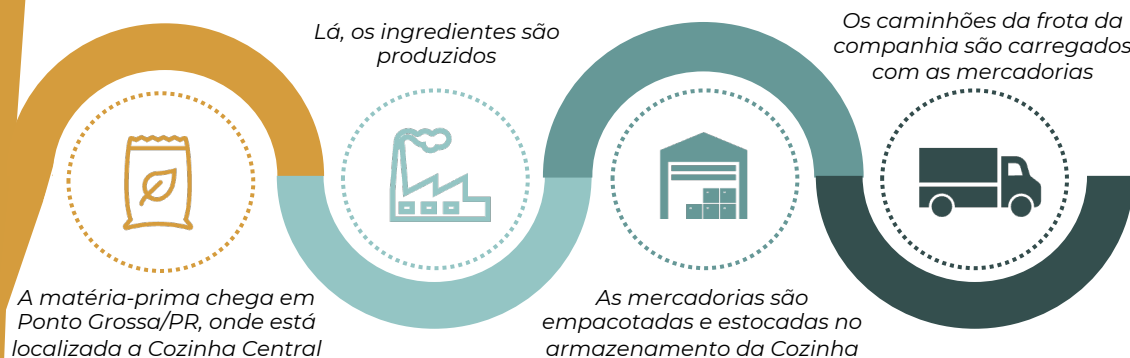 A matéria-prima chega em
Ponto Grossa/PR, onde está
localizada a Cozinha Central
Lá, os ingredientes são
produzidos
As mercadorias são
empacotadas e estocadas no
armazenamento da Cozinha
Os caminhões da frota da
companhia são carregados
com as mercadorias